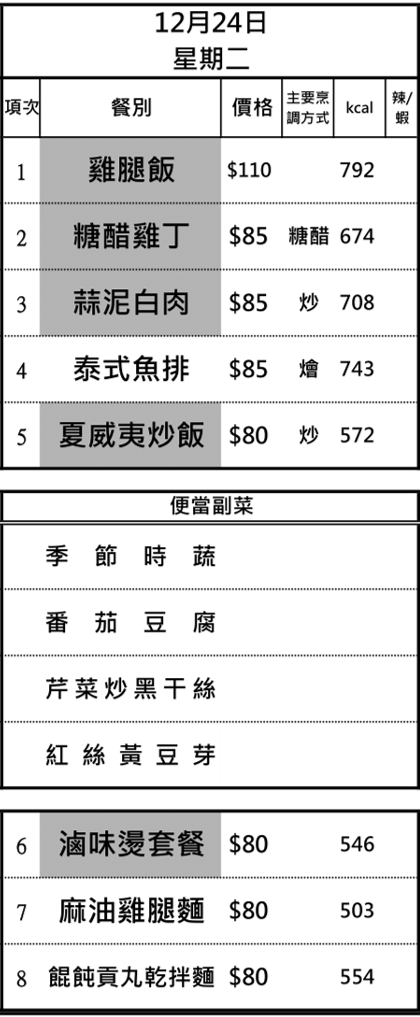 12月24日
星期二
項次 餐別 價格 主要烹調方式 kcal 辣/蝦
1 雞腿飯 $110 792
2 糖醋雞丁 $85 糖醋 674
3 蒜泥白肉 $85 炒 708
4 泰式魚排 $85 燴 743
5 夏威夷炒飯 $80 炒 572
便當副菜
季節時蔬
番茄豆腐
芹菜炒黑干絲
紅絲黃豆芽
6 滷味燙套餐 $80 546
7 麻油雞腿麵 $80 503
8 餛飩貢丸乾拌麵 $80 554